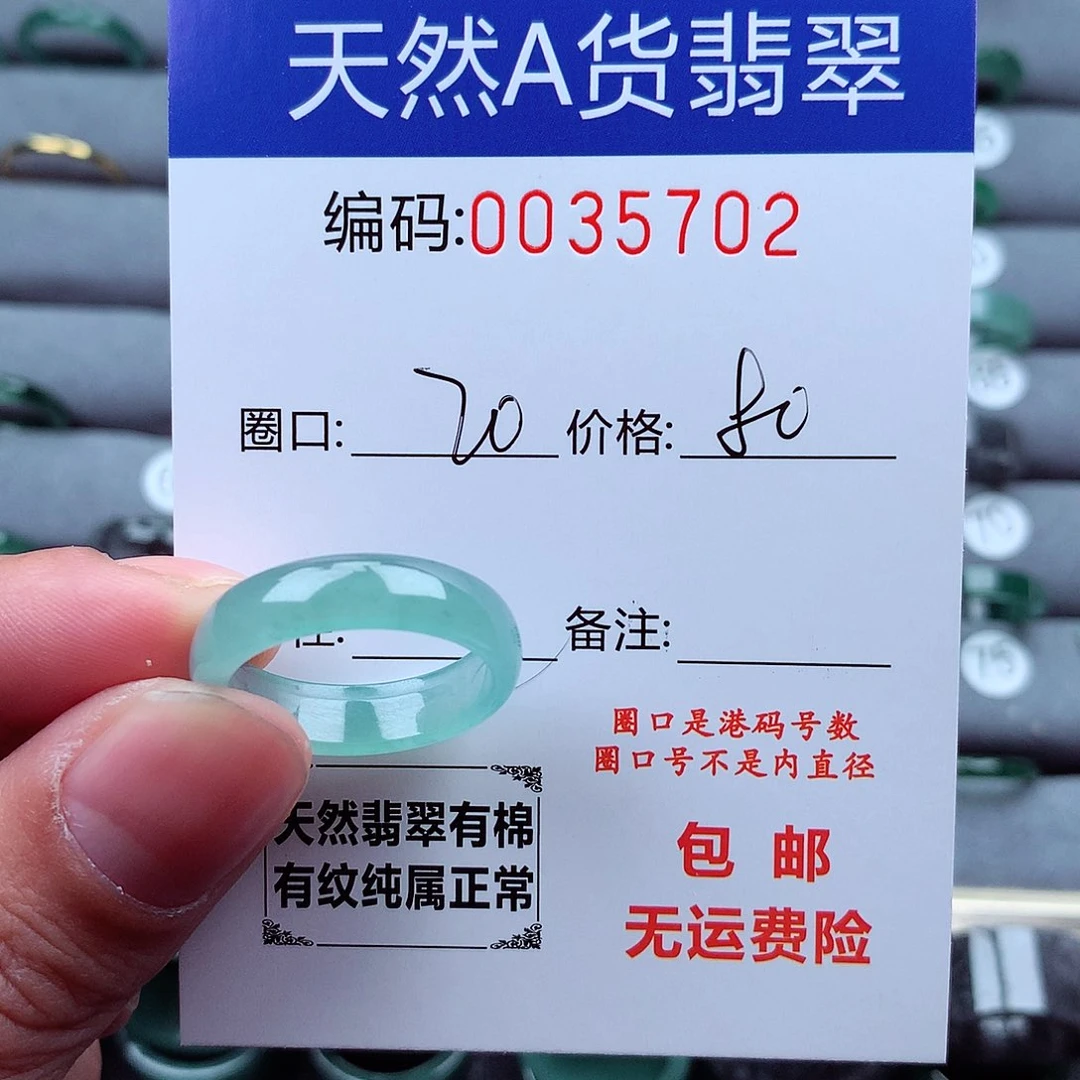 天然A货翡翠
编码:0035702
圈口: 20 价格: 80
径: 备注:
圈口是港码号数
圈口号不是内直径
天然翡翠有棉
有纹纯属正常
包邮
无运费险